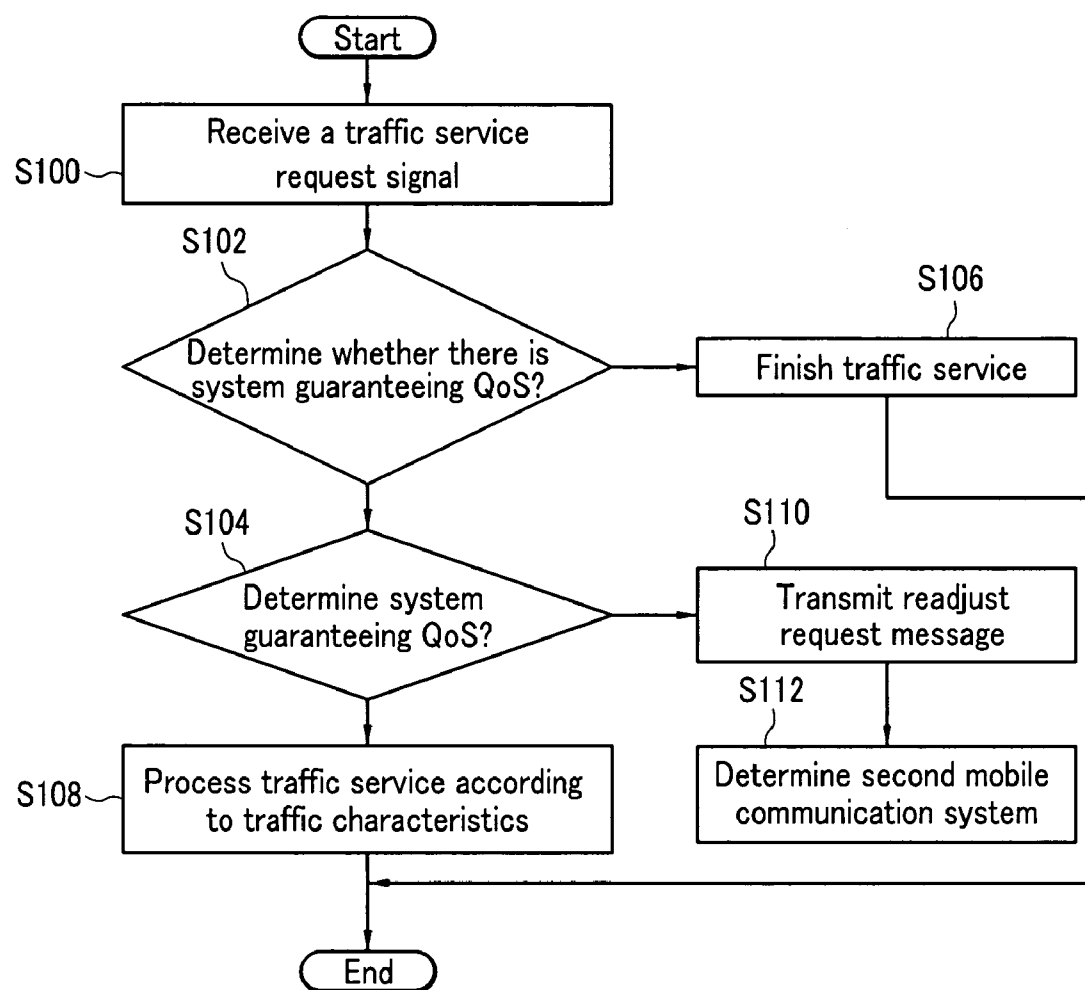 Start
S100
Receive a traffic service
request signal
S102
Determine whether there is
system guaranteeing QoS?
S106
Finish traffic service
S104
Determine system
guaranteeing QoS?
S110
Transmit readjust
request message
S108
Process traffic service according
to traffic characteristics
S112
Determine second mobile
communication system
End